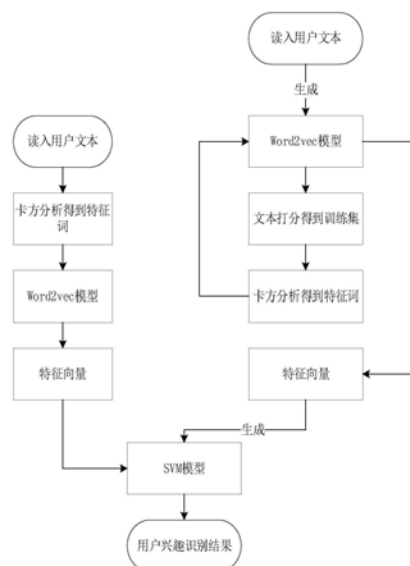 读入用户文本
生成
Word2vec模型
文本打分得到训练集
卡方分析得到特征词
特征向量
读入用户文本
卡方分析得到特征
词
Word2vec模型
特征向量
生成
SVM模型
用户兴趣识别结果